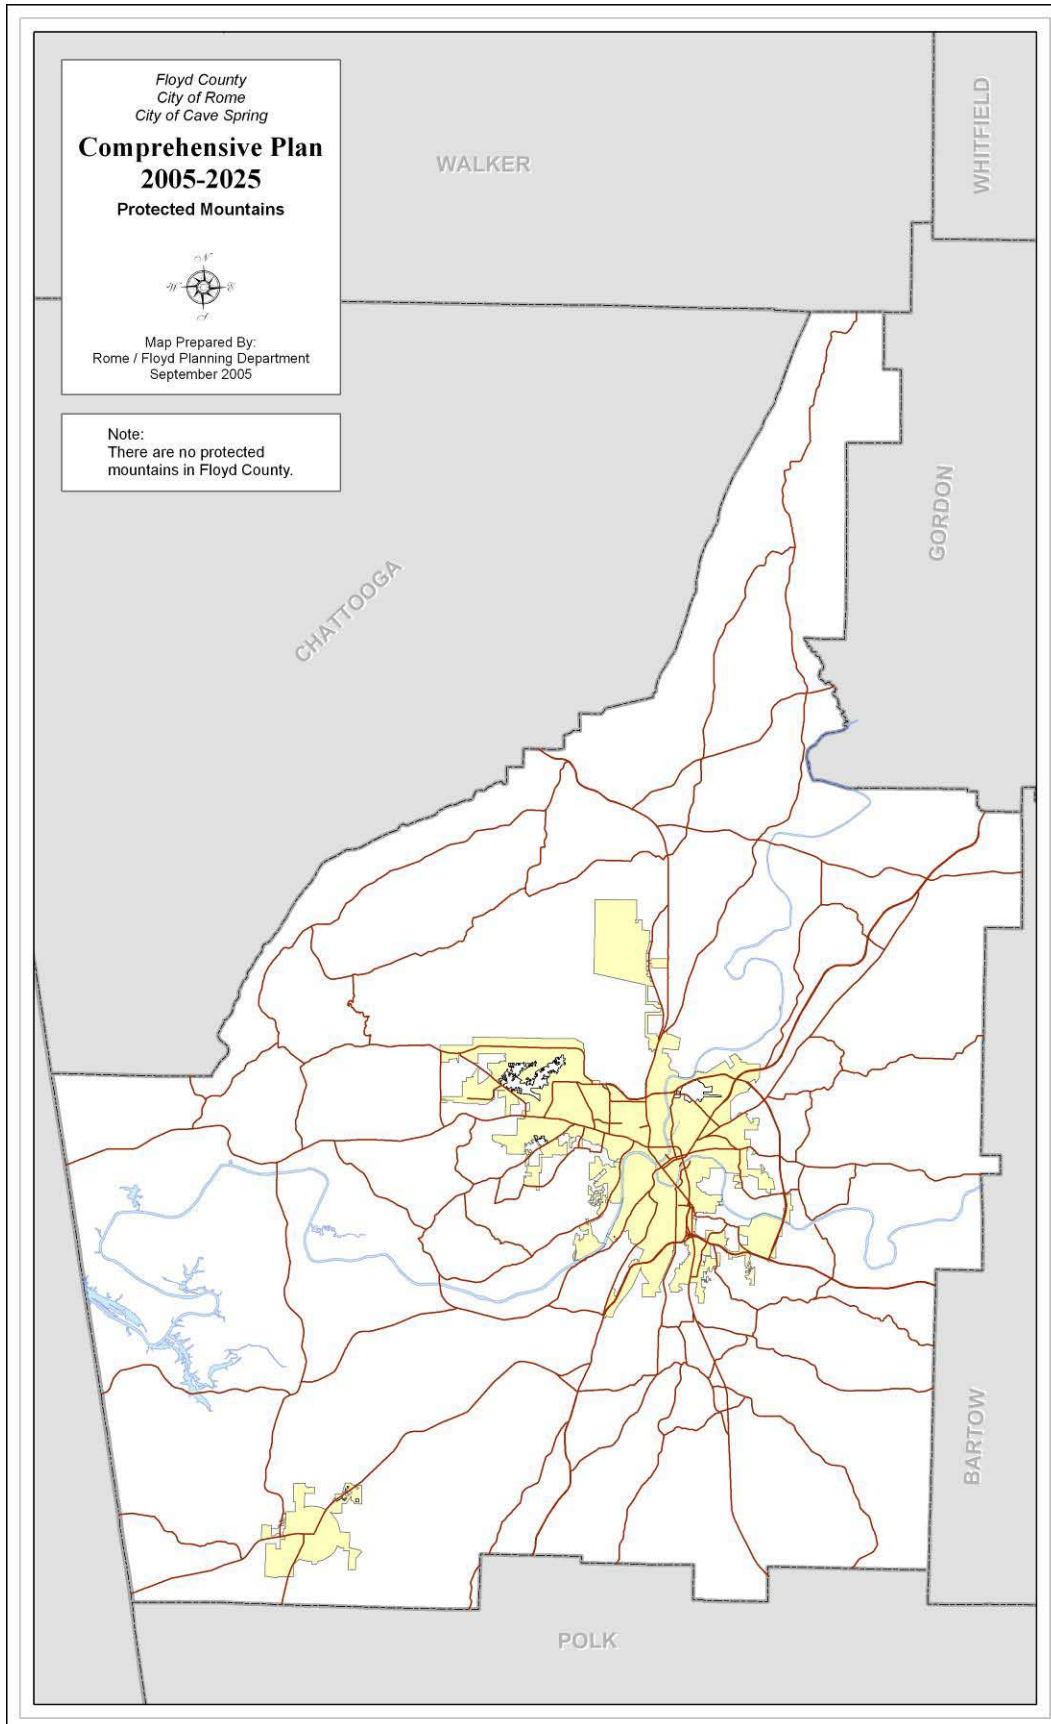 Floyd County
City of Rome
City of Cave Spring
Comprehensive Plan
2005-2025
Protected Mountains
N
W
E
S
Map Prepared By:
Rome / Floyd Planning Department
September 2005
Note:
There are no protected
mountains in Floyd County.
WALKER
WHITFIELD
GORDON
CHATTOOGA
BARTOW
POLK